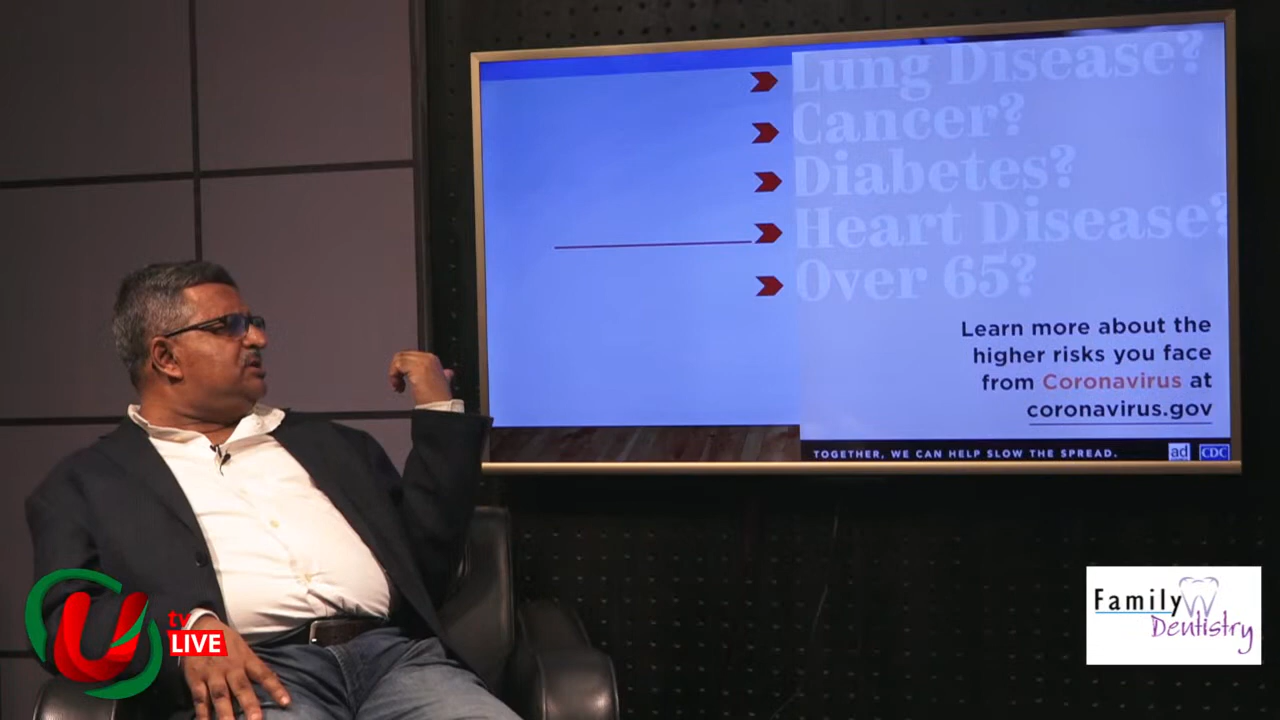 Lung Disease?
Cancer?
Diabetes?
Heart Disease?
Over 65?
Learn more about the
higher risks you face
from Coronavirus at
coronavirus.gov
TOGETHER, WE CAN HELP SLOW THE SPREAD.
ad
CDC
U
tv
LIVE
Family
Dentistry